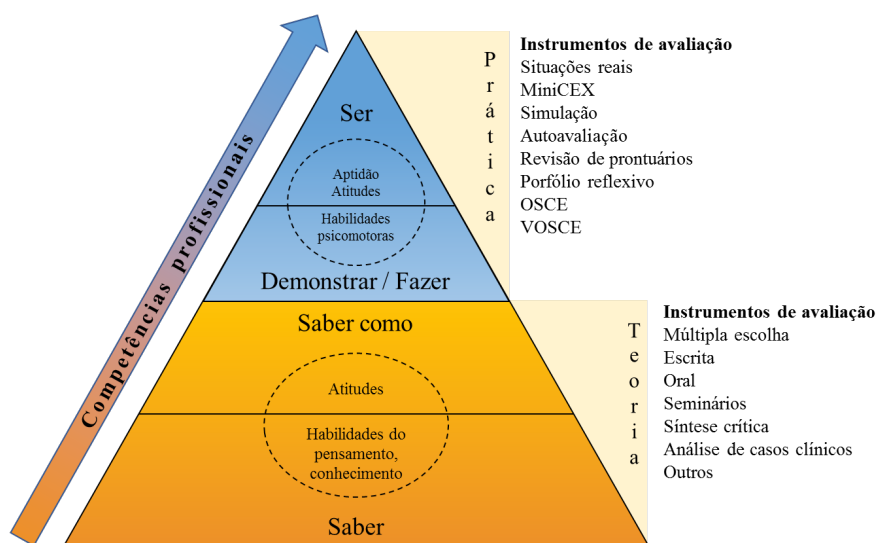 Competências profissionais
Ser
Aptidão
Atitudes
Habilidades
psicomotoras
Demonstrar / Fazer
Saber como
Atitudes
Habilidades do
pensamento,
conhecimento
Saber
Prática
Instrumentos de avaliação
Situações reais
MiniCEX
Simulação
Autoavaliação
Revisão de prontuários
Porfólio reflexivo
OSCE
VOSCE
Teoria
Instrumentos de avaliação
Múltipla escolha
Escrita
Oral
Seminários
Síntese crítica
Análise de casos clínicos
Outros